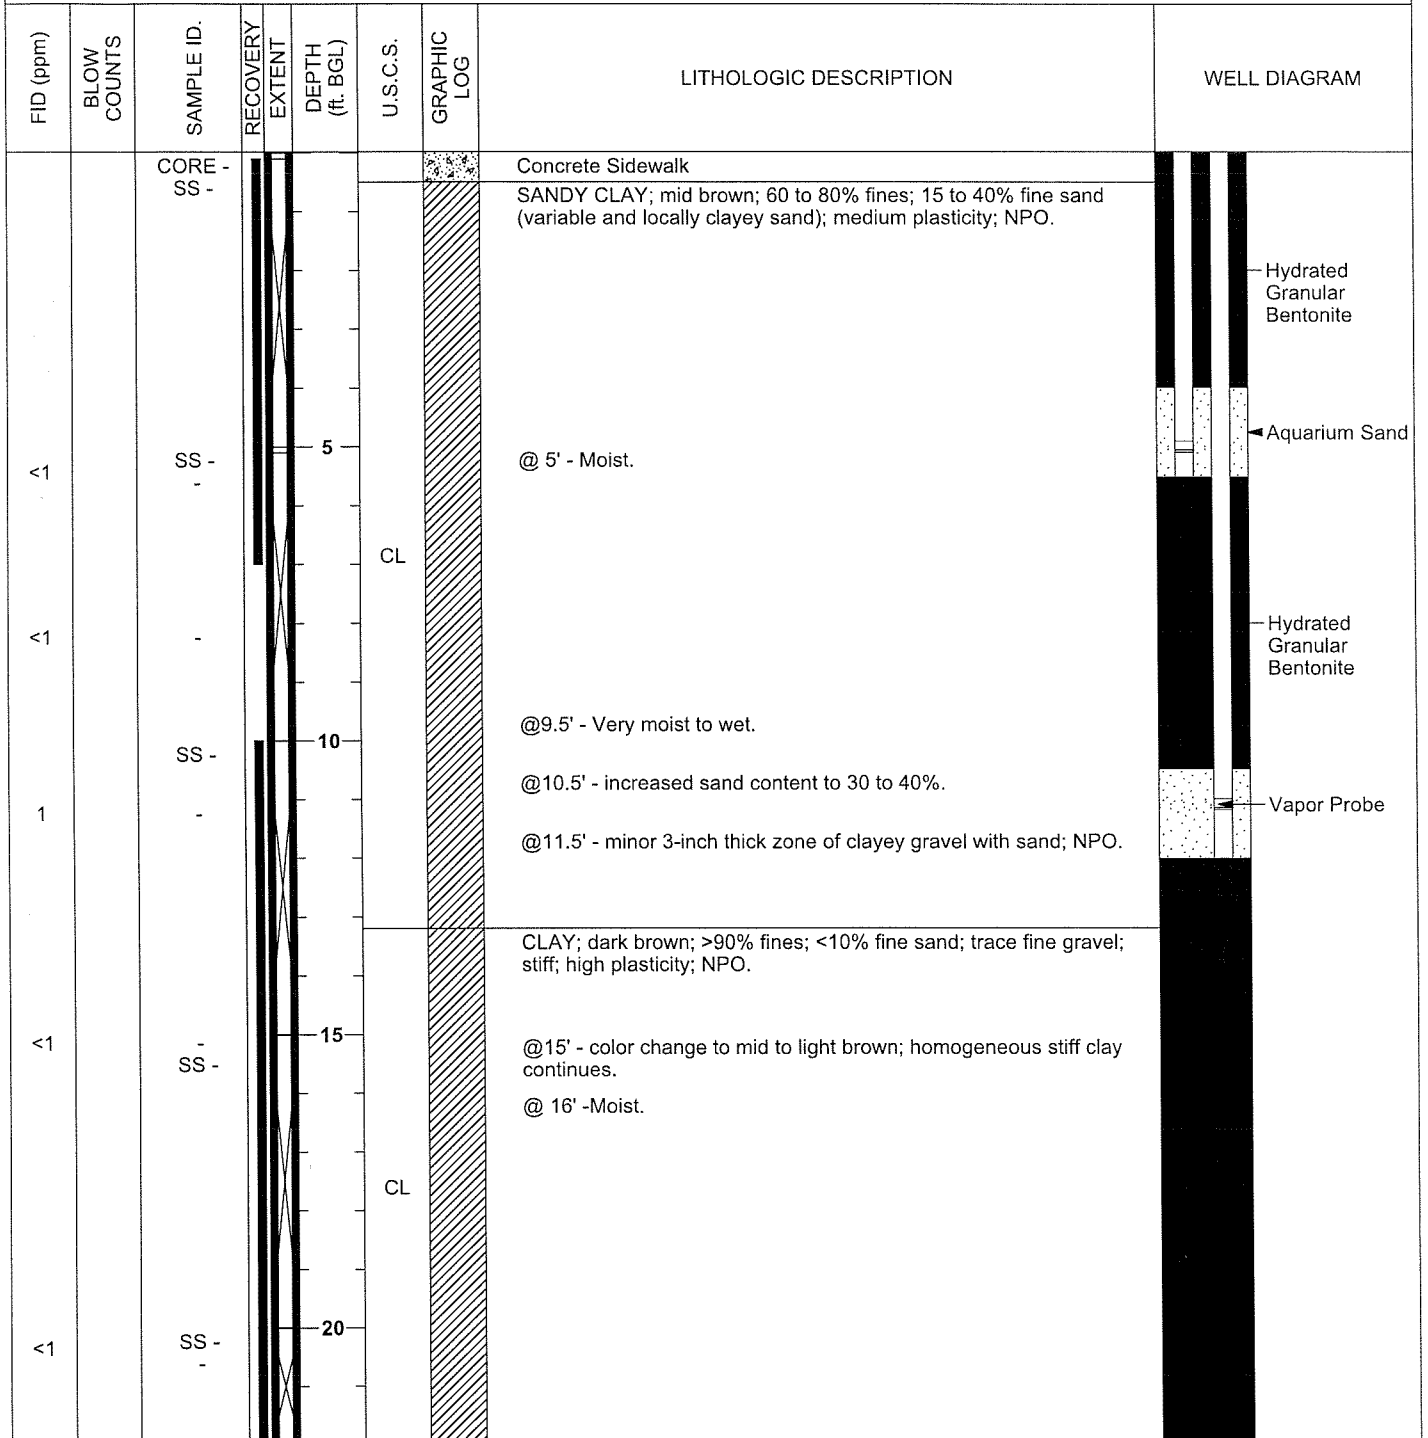 FID (ppm)
BLOW
COUNTS
SAMPLE ID.
RECOVERY
EXTENT
DEPTH
(ft. BGL)
U.S.C.S.
GRAPHIC
LOG
LITHOLOGIC DESCRIPTION
WELL DIAGRAM
CORE -
SS -
Concrete Sidewalk
SANDY CLAY; mid brown; 60 to 80% fines; 15 to 40% fine sand
(variable and locally clayey sand); medium plasticity; NPO.
Hydrated
Granular
Bentonite
Aquarium Sand
5
<1
SS -
-
@ 5' - Moist.
CL
<1
-
Hydrated
Granular
Bentonite
@9.5' - Very moist to wet.
10
SS -
@10.5' - increased sand content to 30 to 40%.
1
-
Vapor Probe
@11.5' - minor 3-inch thick zone of clayey gravel with sand; NPO.
CLAY; dark brown; >90% fines; <10% fine sand; trace fine gravel;
stiff; high plasticity; NPO.
15
<1
-
SS -
@15' - color change to mid to light brown; homogeneous stiff clay
continues.
@ 16' -Moist.
CL
20
<1
SS -
-